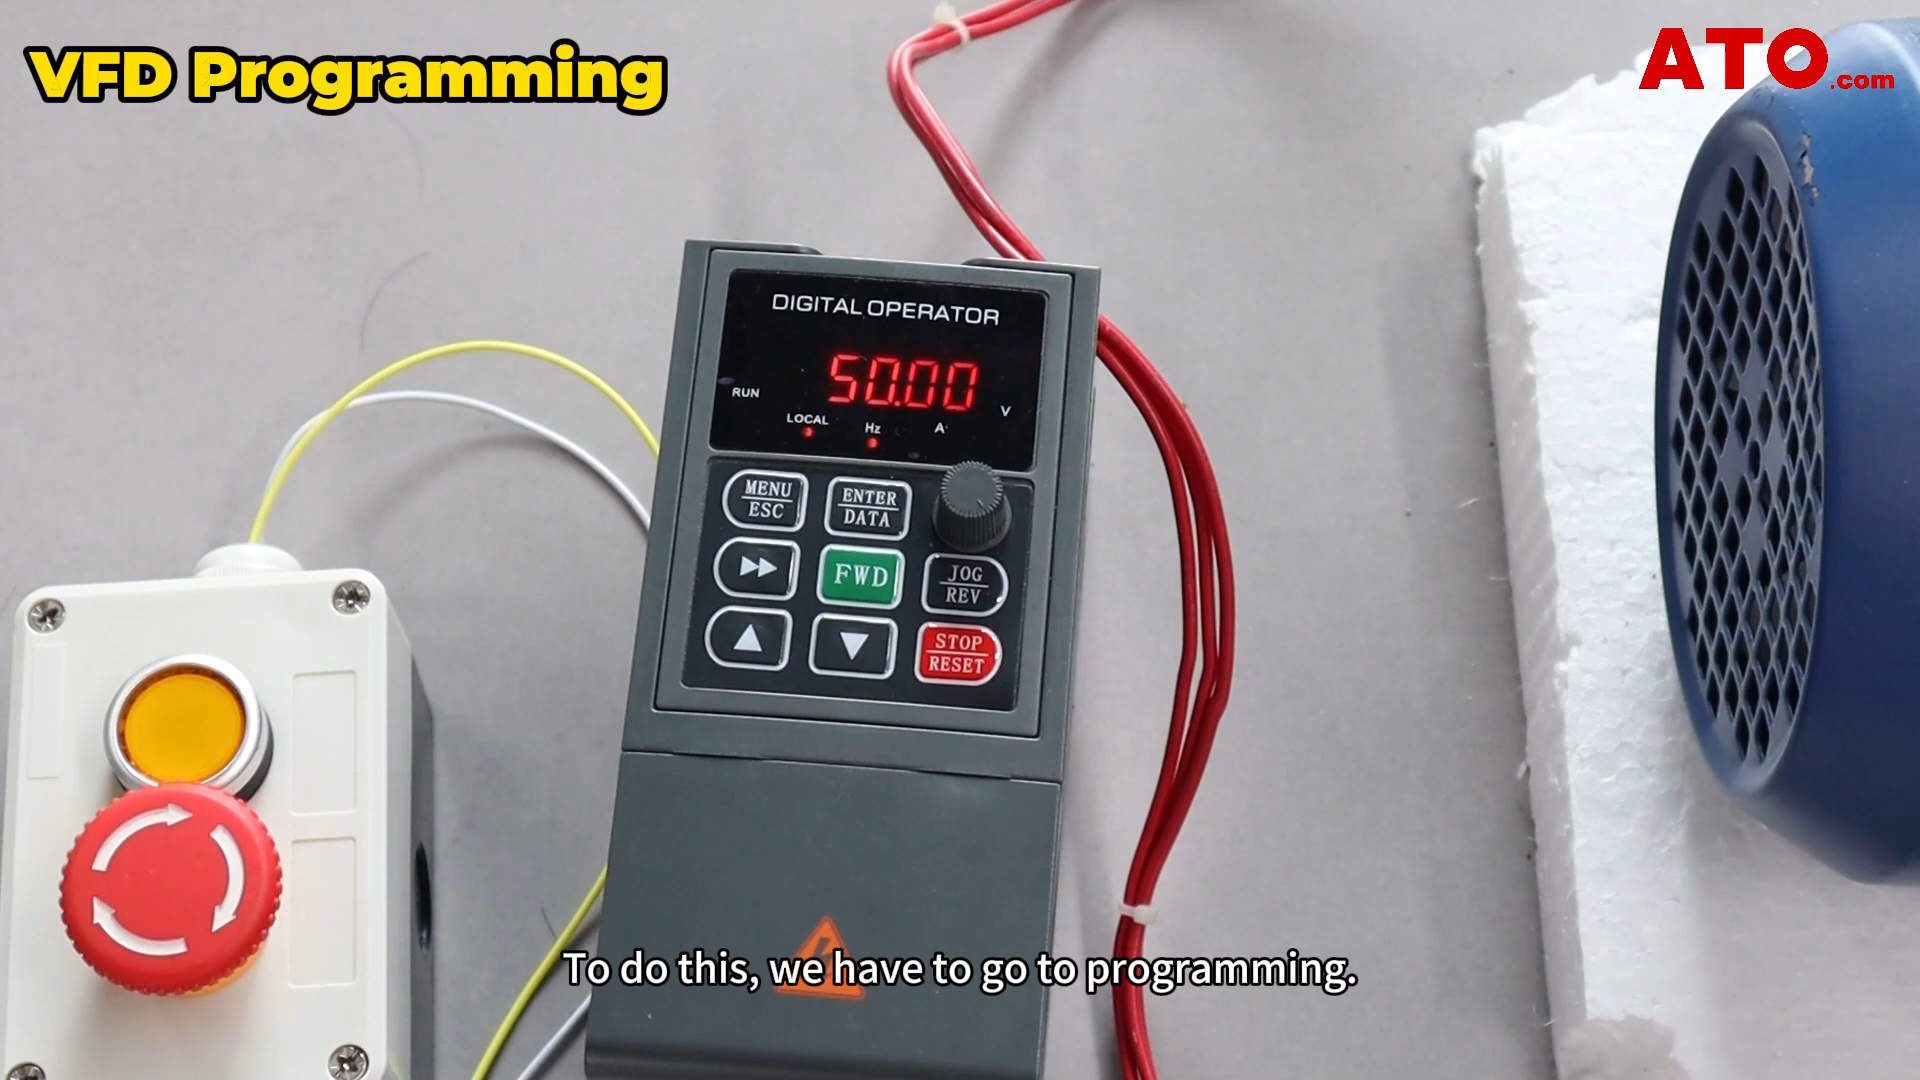 VFD Programming
ATO.com
DIGITAL OPERATOR
50.00
RUN
V
LOCAL
Hz
A
MENU
ESC
ENTER
DATA
FWD
JOG
REV
STOP
RESET
To do this, we have to go to programming.